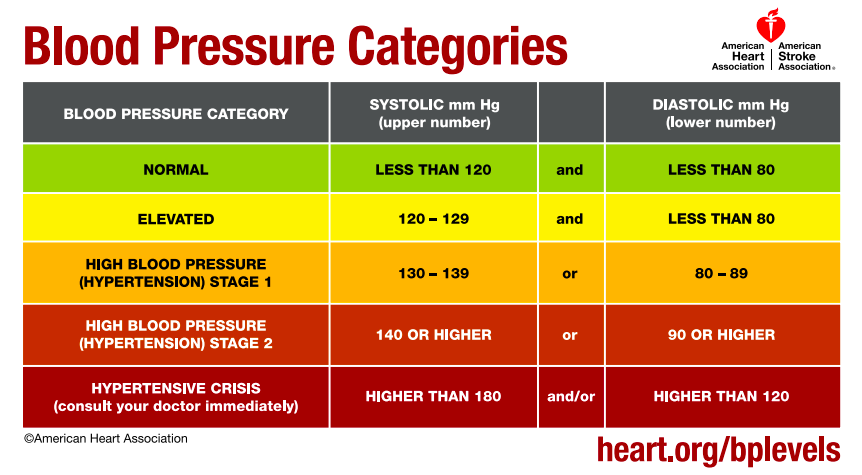 Blood Pressure Categories
American Heart Association | American Stroke Association®
BLOOD PRESSURE CATEGORY
SYSTOLIC mm Hg
(upper number)
DIASTOLIC mm Hg
(lower number)
NORMAL
LESS THAN 120
and
LESS THAN 80
ELEVATED
120 – 129
and
LESS THAN 80
HIGH BLOOD PRESSURE
(HYPERTENSION) STAGE 1
130 – 139
or
80 – 89
HIGH BLOOD PRESSURE
(HYPERTENSION) STAGE 2
140 OR HIGHER
or
90 OR HIGHER
HYPERTENSIVE CRISIS
(consult your doctor immediately)
HIGHER THAN 180
and/or
HIGHER THAN 120
©American Heart Association
heart.org/bplevels